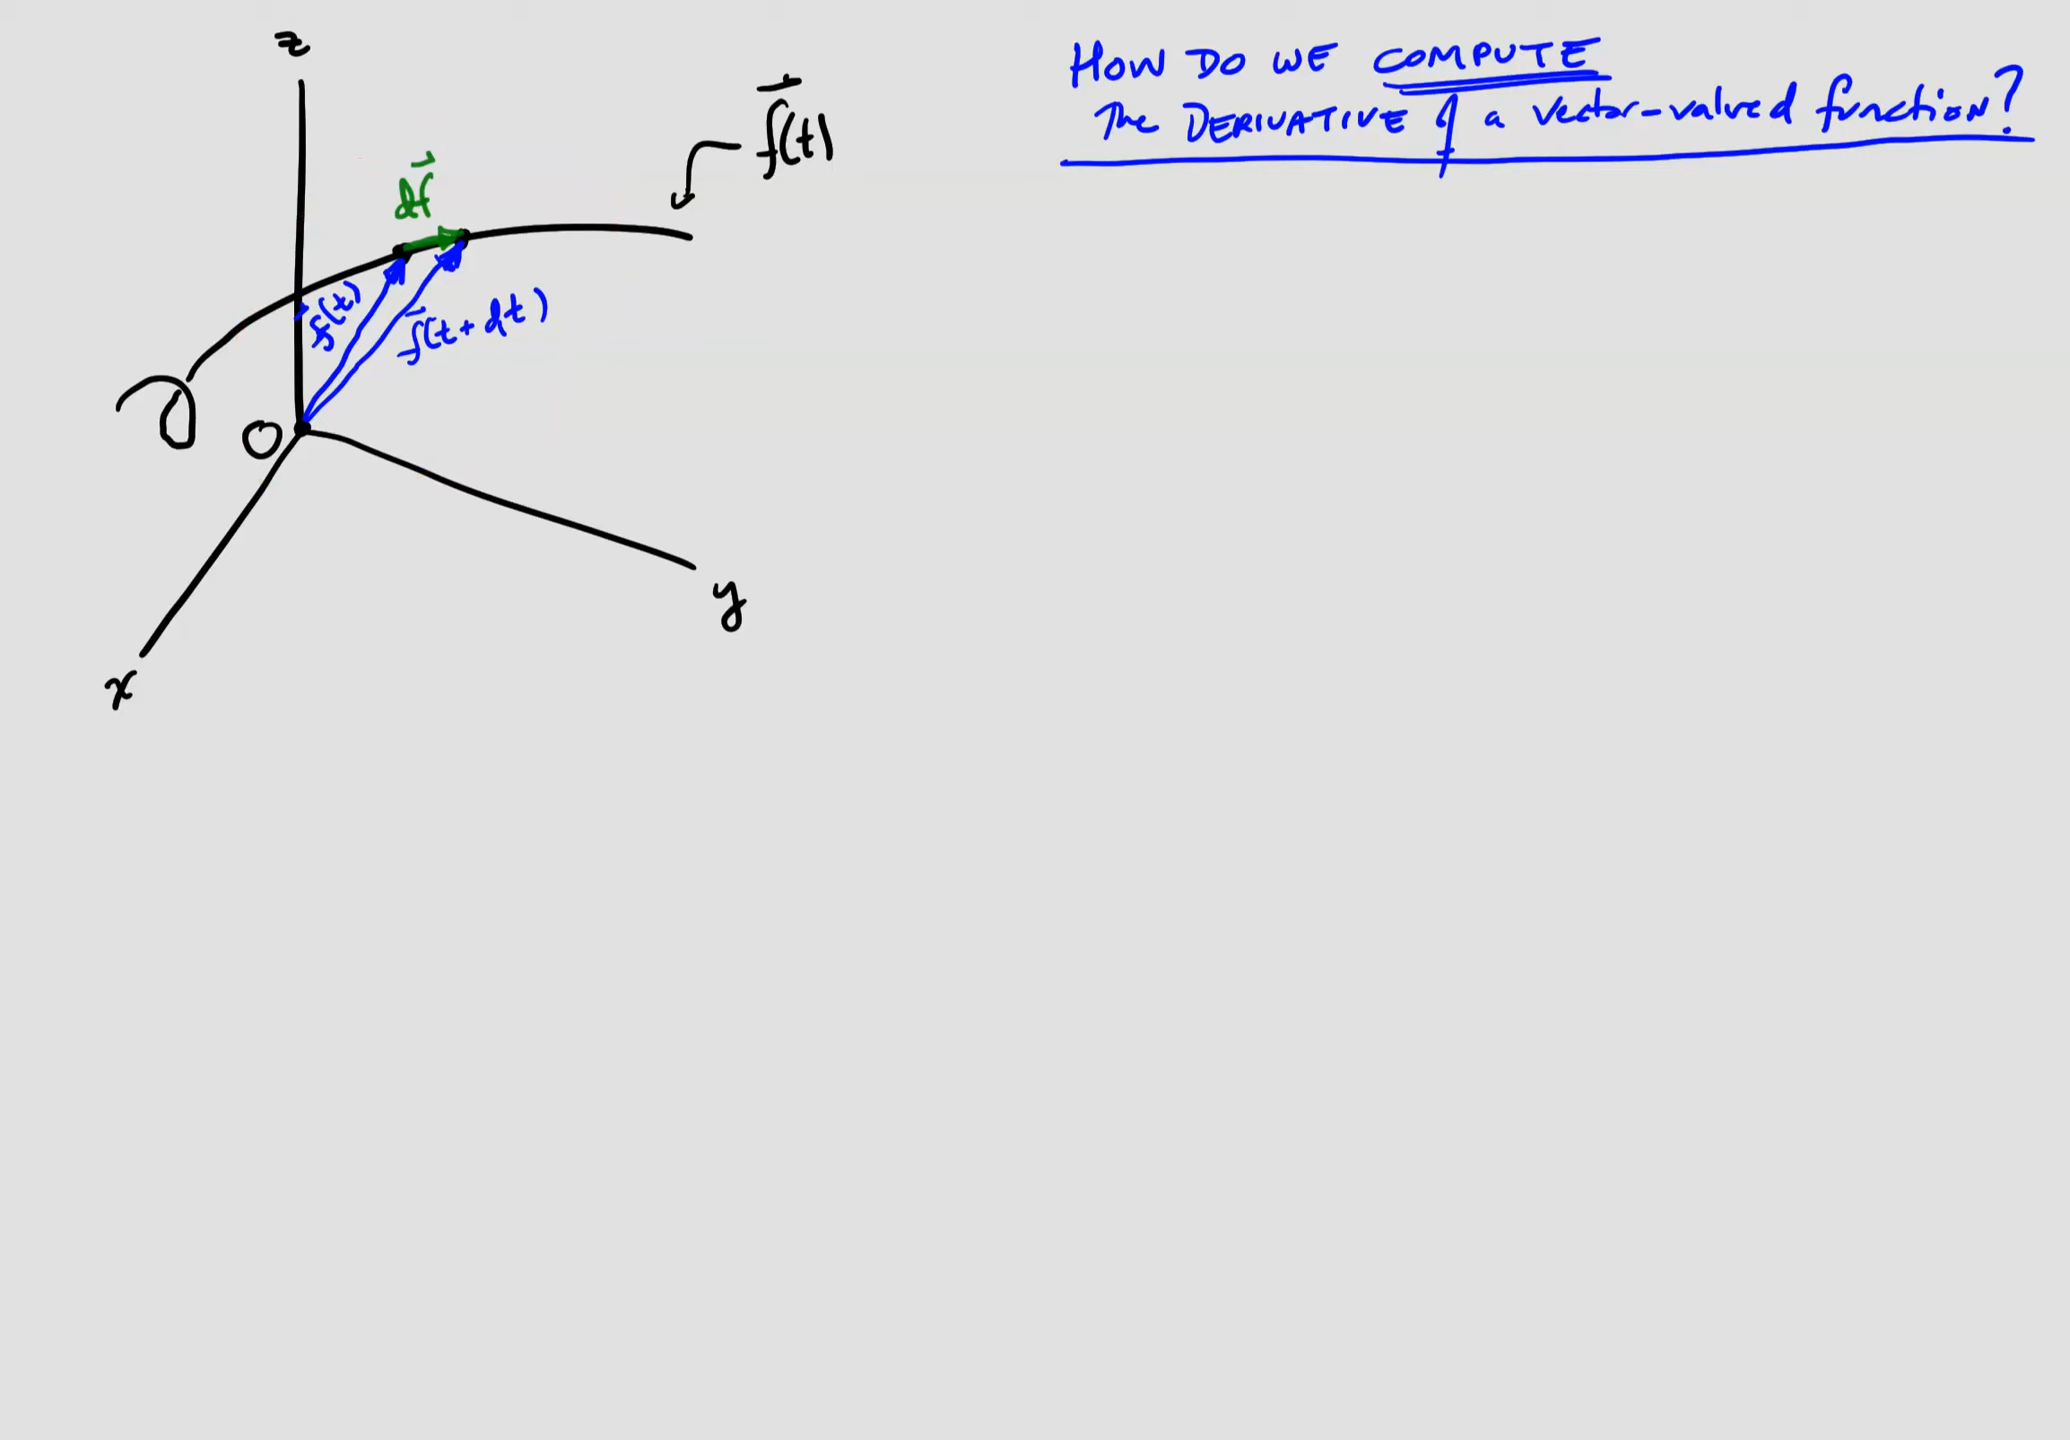 z
HOW DO WE COMPUTE
The DERIVATIVE of a vector-valued function?
f⃗(t)
df⃗
f⃗(t)
f⃗(t+dt)
O
y
x